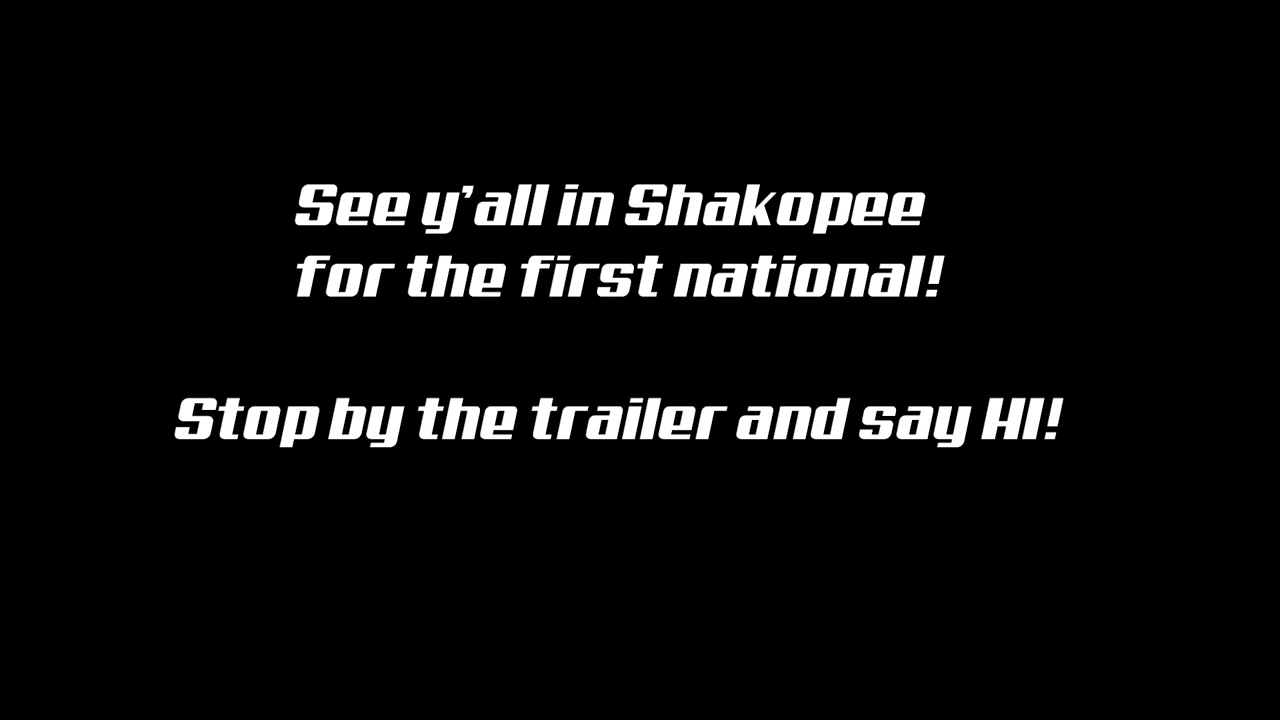 See y’all in Shakopee
for the first national!
Stop by the trailer and say HI!